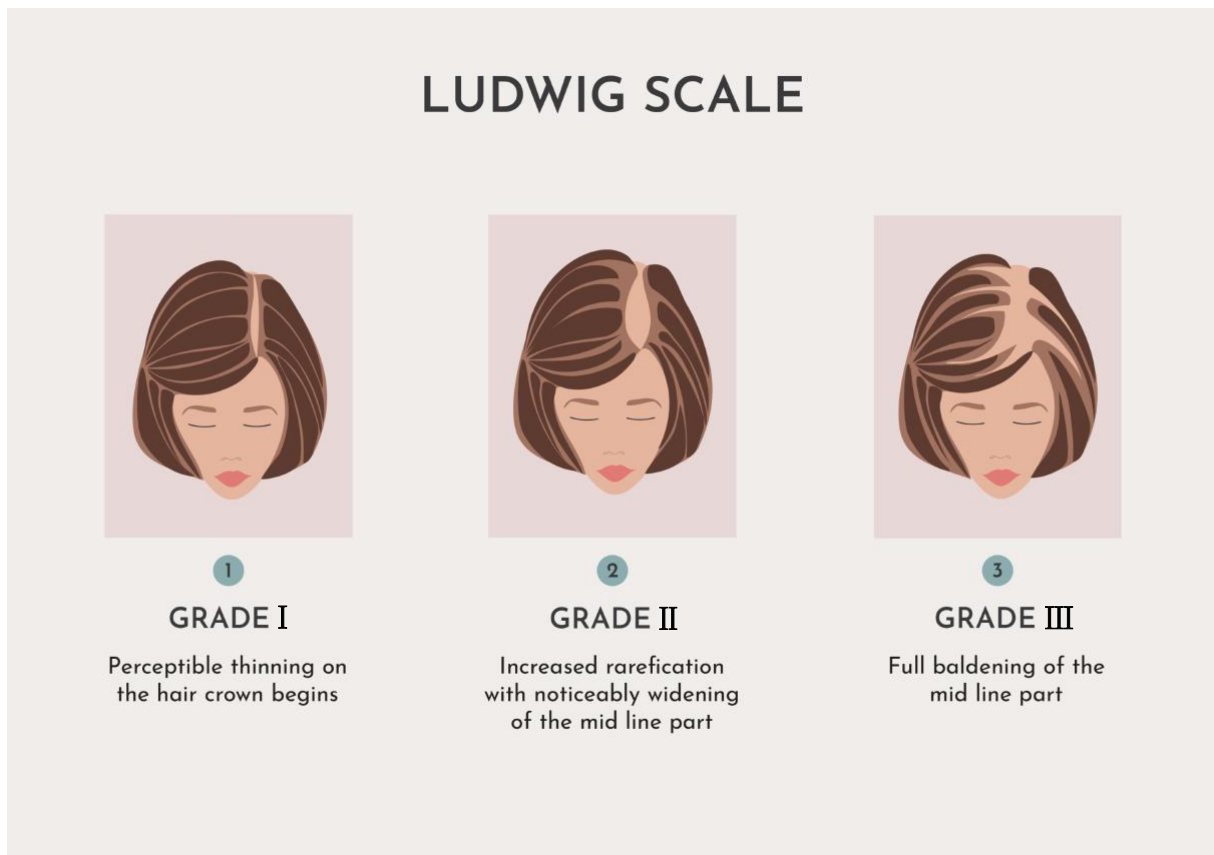 LUDWIG SCALE
1
GRADE I
Perceptible thinning on
the hair crown begins
2
GRADE II
Increased rarefication
with noticeably widening
of the mid line part
3
GRADE III
Full baldening of the
mid line part